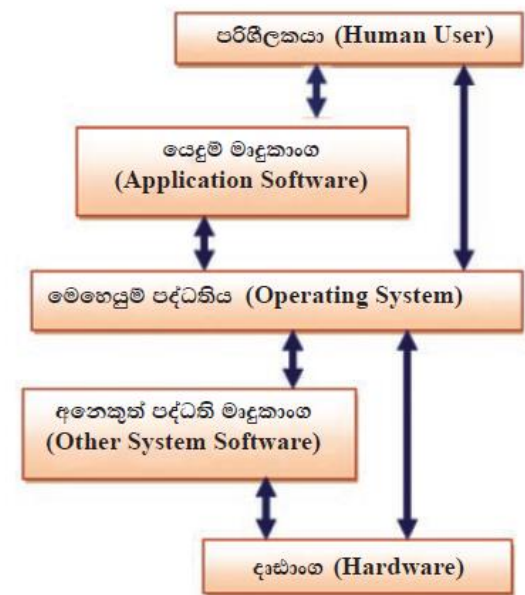 පරිශීලකයා (Human User)
යෙදුම් මෘදුකාංග
(Application Software)
මෙහෙයුම් පද්ධතිය (Operating System)
අනෙකුත් පද්ධති මෘදුකාංග
(Other System Software)
දෘඪාංග (Hardware)